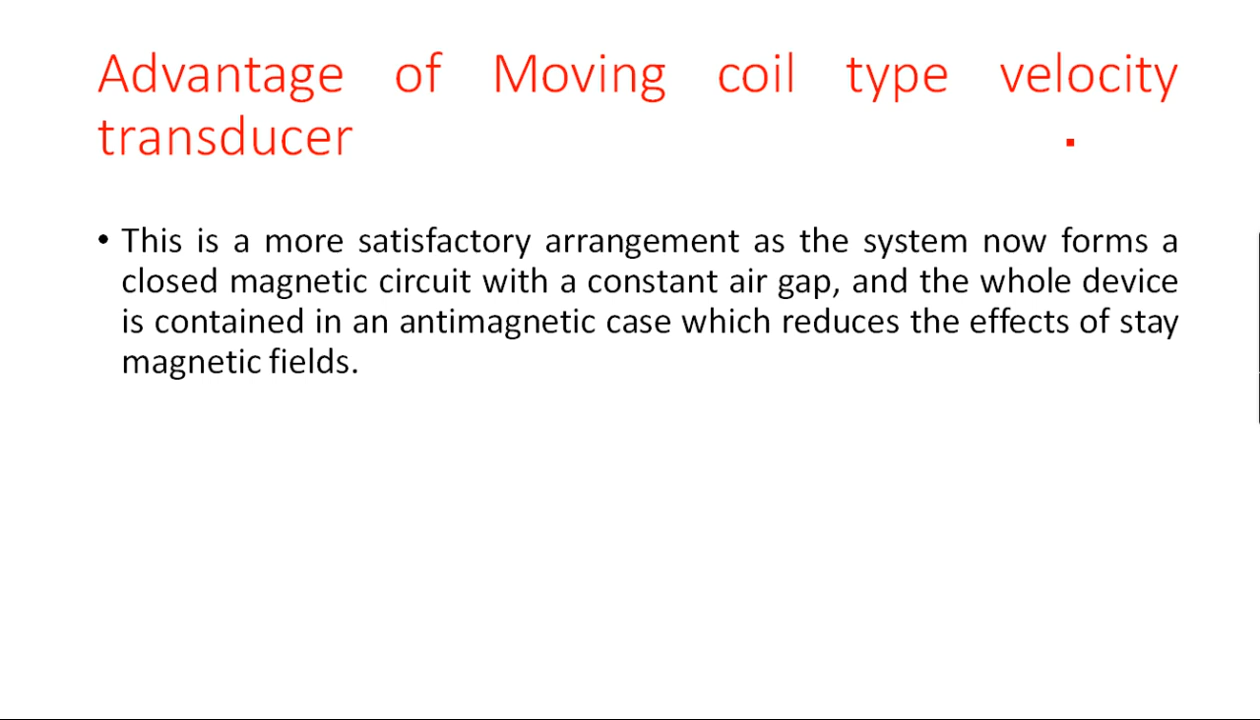 Advantage of Moving coil type velocity
transducer
• This is a more satisfactory arrangement as the system now forms a
closed magnetic circuit with a constant air gap, and the whole device
is contained in an antimagnetic case which reduces the effects of stay
magnetic fields.